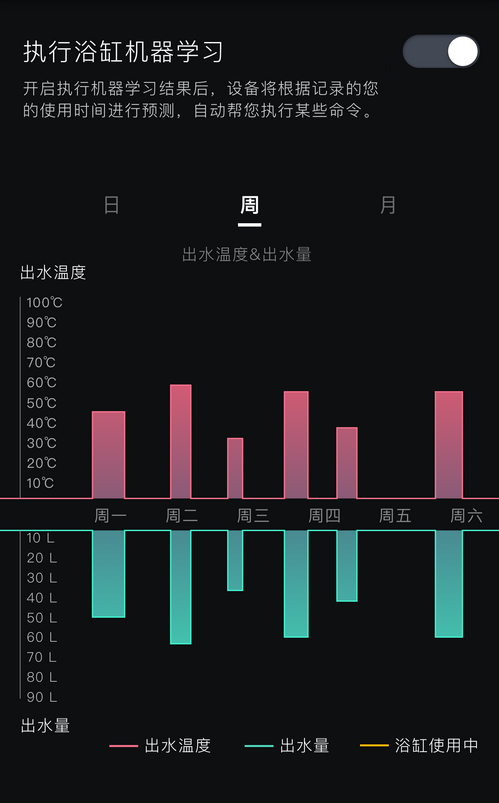 执行浴缸机器学习
开启执行机器学习结果后，设备将根据记录的您
的使用时间进行预测，自动帮您执行某些命令。
日 周 月
出水温度&出水量
出水温度
100℃
90℃
80℃
70℃
60℃
50℃
40℃
30℃
20℃
10℃
周一 周二 周三 周四 周五 周六
10 L
20 L
30 L
40 L
50 L
60 L
70 L
80 L
90 L
出水量
出水温度 出水量 浴缸使用中